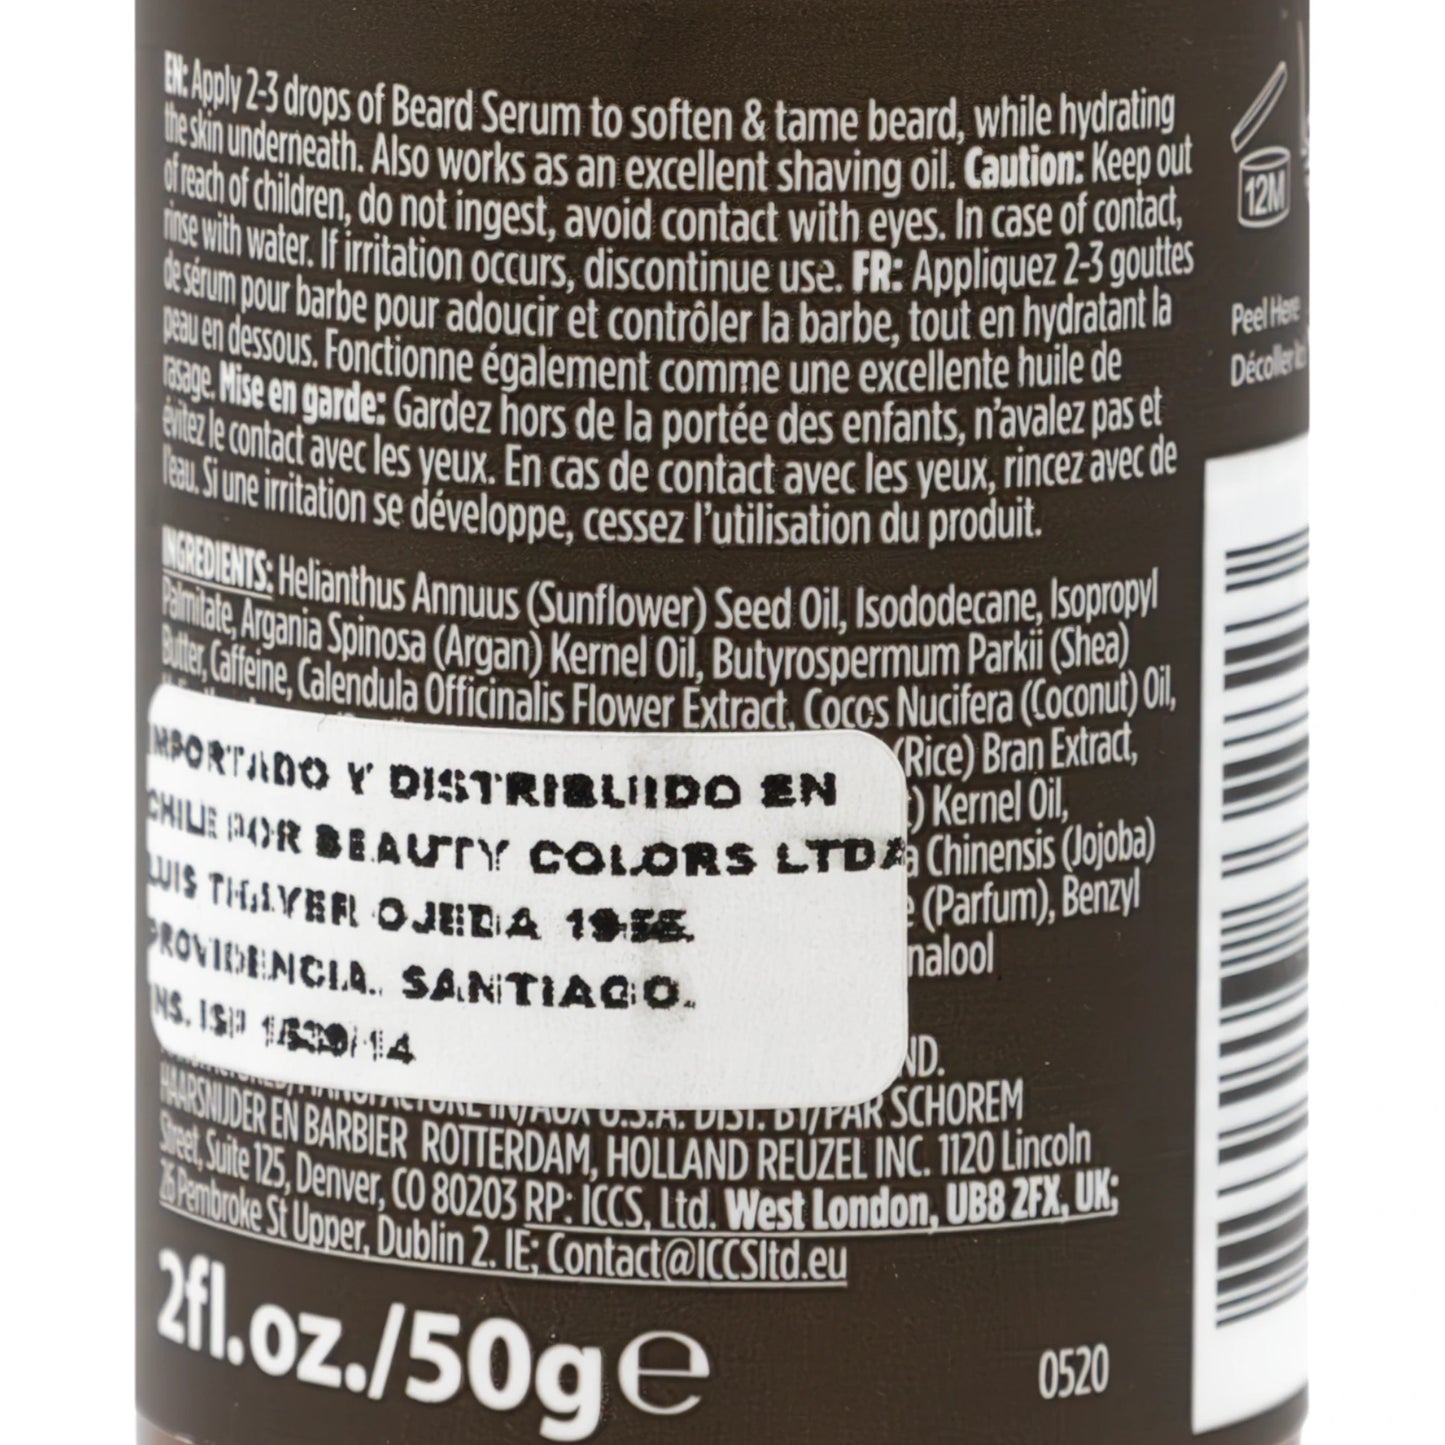 EN: Apply 2-3 drops of Beard Serum to soften & tame beard, while hydrating
the skin underneath. Also works as an excellent shaving oil. Caution: Keep out
of reach of children, do not ingest, avoid contact with eyes. In case of contact,
rinse with water. If irritation occurs, discontinue use. FR: Appliquez 2-3 gouttes
de sérum pour barbe pour adoucir et contrôler la barbe, tout en hydratant la
peau en dessous. Fonctionne également comme une excellente huile de
rasage. Mise en garde: Gardez hors de la portée des enfants, n'avalez pas et
évitez le contact avec les yeux. En cas de contact avec les yeux, rincez avec de
l'eau. Si une irritation se développe, cessez l'utilisation du produit.
INGREDIENTS: Helianthus Annuus (Sunflower) Seed Oil, Isododecane, Isopropyl
Palmitate, Argania Spinosa (Argan) Kernel Oil, Butyrospermum Parkii (Shea)
Butter, Caffeine, Calendula Officinalis Flower Extract, Cocos Nucifera (Coconut) Oil,
(Rice) Bran Extract,
) Kernel Oil,
a Chinensis (Jojoba)
(Parfum), Benzyl
nalool
IMPORTADO Y DISTRIBUIDO EN
CHILE POR BEAUTY COLORS LTDA
LUIS THAYER OJEDA
PROVIDENCIA. SANTIAGO.
ISP
ND.
U.S.A. DIST. BY/PAR SCHOREM
HAARSNIJDER EN BARBIER ROTTERDAM, HOLLAND REUZEL INC. 1120 Lincoln
Street, Suite 125, Denver, CO 80203 RP: ICCS, Ltd. West London, UB8 2FX, UK;
26 Pembroke St Upper, Dublin 2. IE; Contact@ICCSltd.eu
2fl.oz./50g e
0520
12M
Peel Here
Décoller